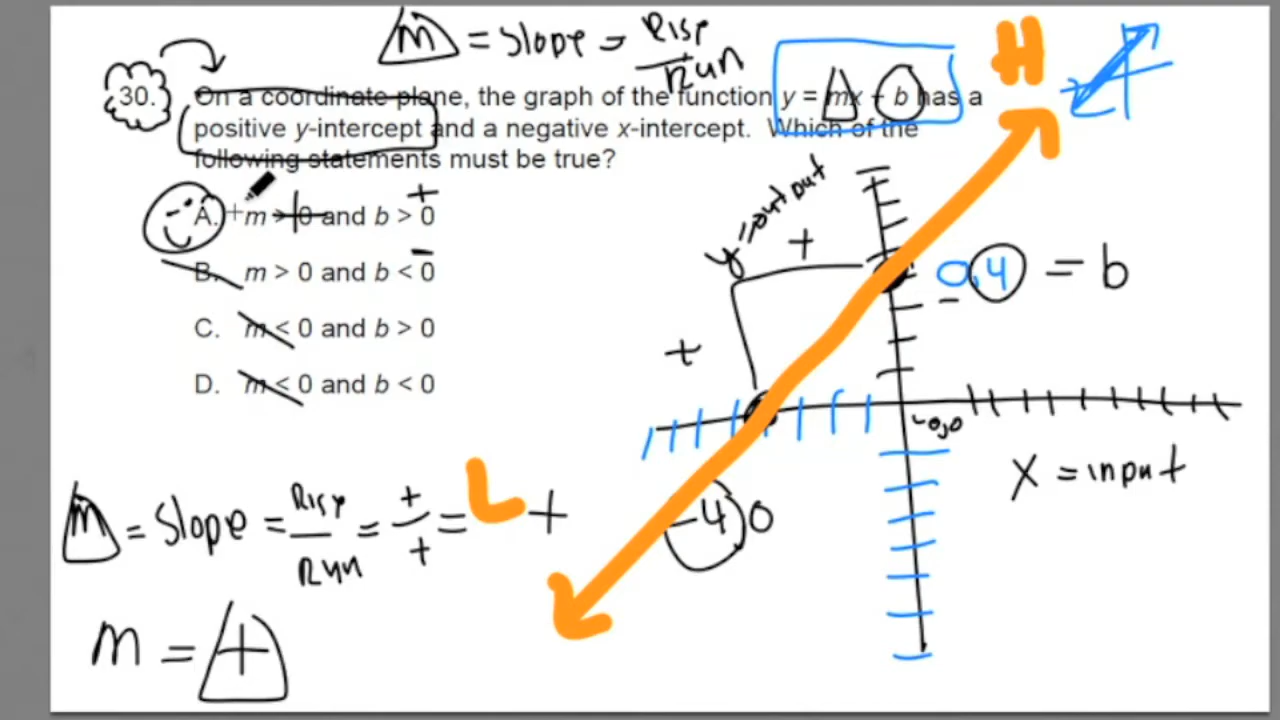 m = Slope = Rise
Run
H
30. On a coordinate plane, the graph of the function y = mx + b has a
positive y-intercept and a negative x-intercept. Which of the
following statements must be true?
A. + m > 0 and b > 0 +
B. m > 0 and b < 0 -
C. m < 0 and b > 0
D. m < 0 and b < 0
y = output
+
+
0,4 = b
0,0
X = input
-4, 0
m = Slope = Rise / Run = + / + = +
m = +